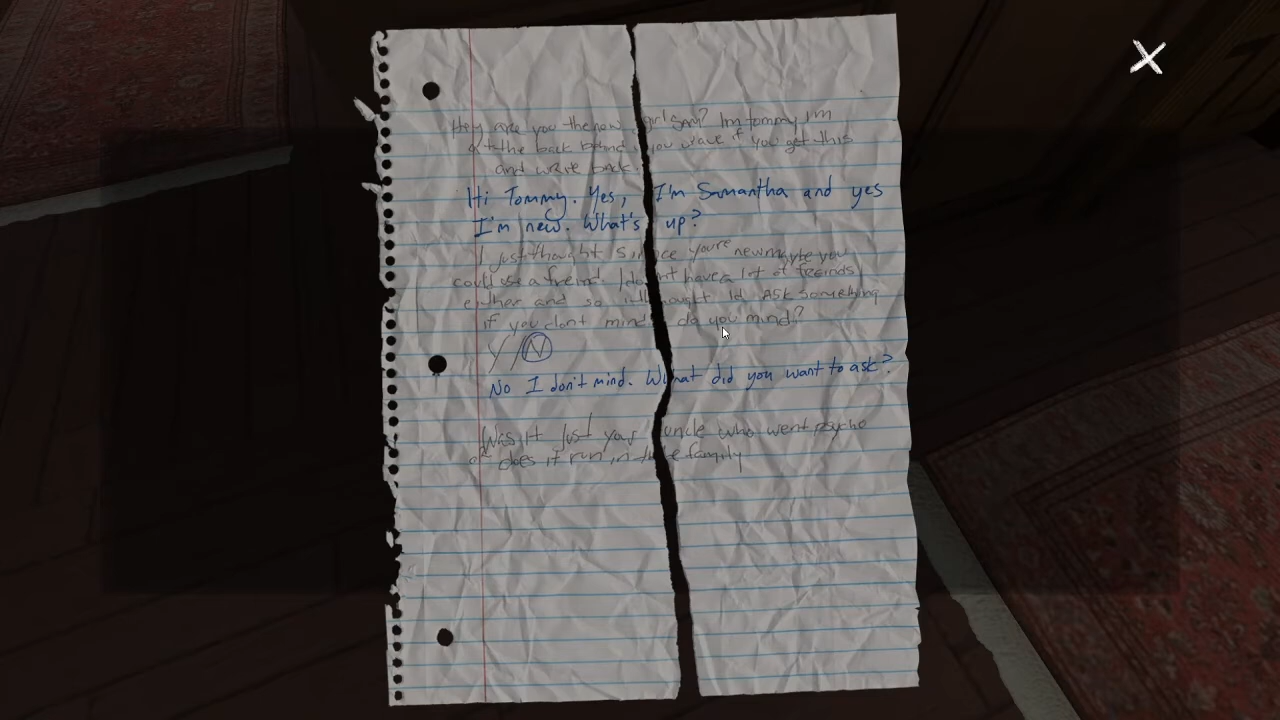 Hey are you the new girl Sam? Im tommy im
at the back behind you wave if you get this
and write back.
Hi Tommy. Yes, I'm Samantha and yes
I'm new. What's up?
I just thought since youre new maybe you
could use a freind. I dont have a lot of freinds
either and so i thought Id ask something
if you dont mind. do you mind?
Y/N
No I don't mind. What did you want to ask?
Was it just your uncle who went psycho
or does it run in the family